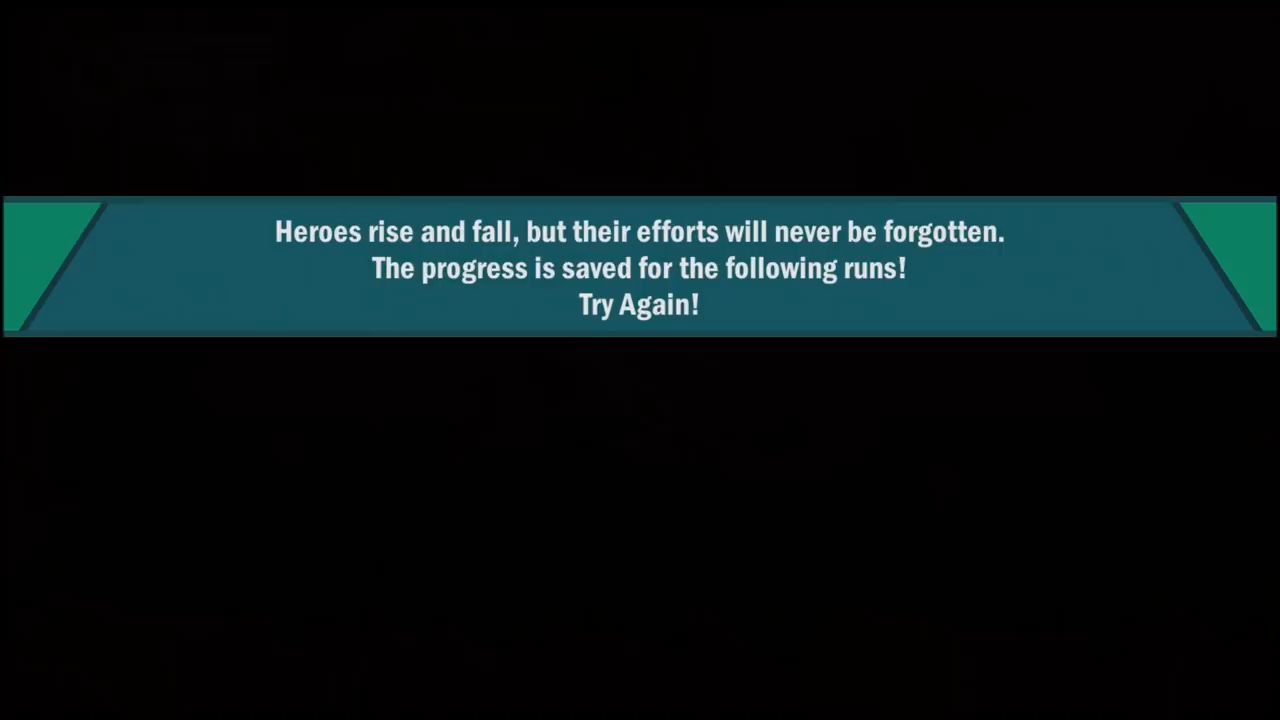 Heroes rise and fall, but their efforts will never be forgotten.
The progress is saved for the following runs!
Try Again!